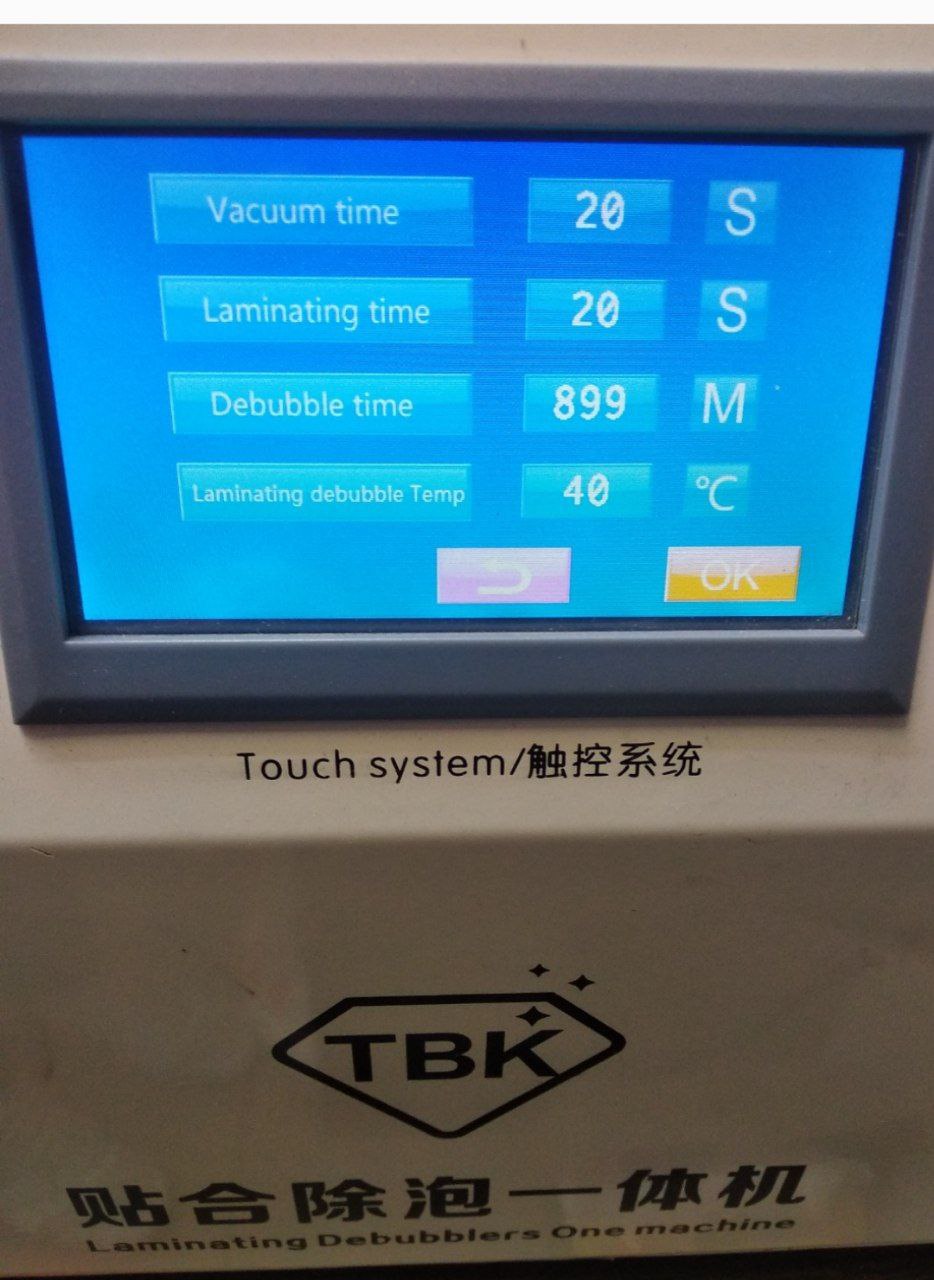 Vacuum time 20 S
Laminating time 20 S
Debubble time 899 M
Laminating debubble Temp 40 °C
OK
Touch system/触控系统
TBK
贴合除泡一体机
Laminating Debubblers One machine